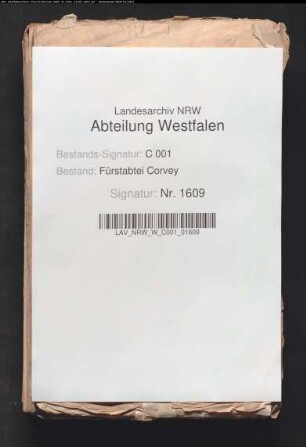 Landesarchiv NRW
Abteilung Westfalen
Bestands-Signatur: C 001
Bestand: Fürstabtei Corvey
Signatur: Nr. 1609
LAV_NRW_W_C001_01609